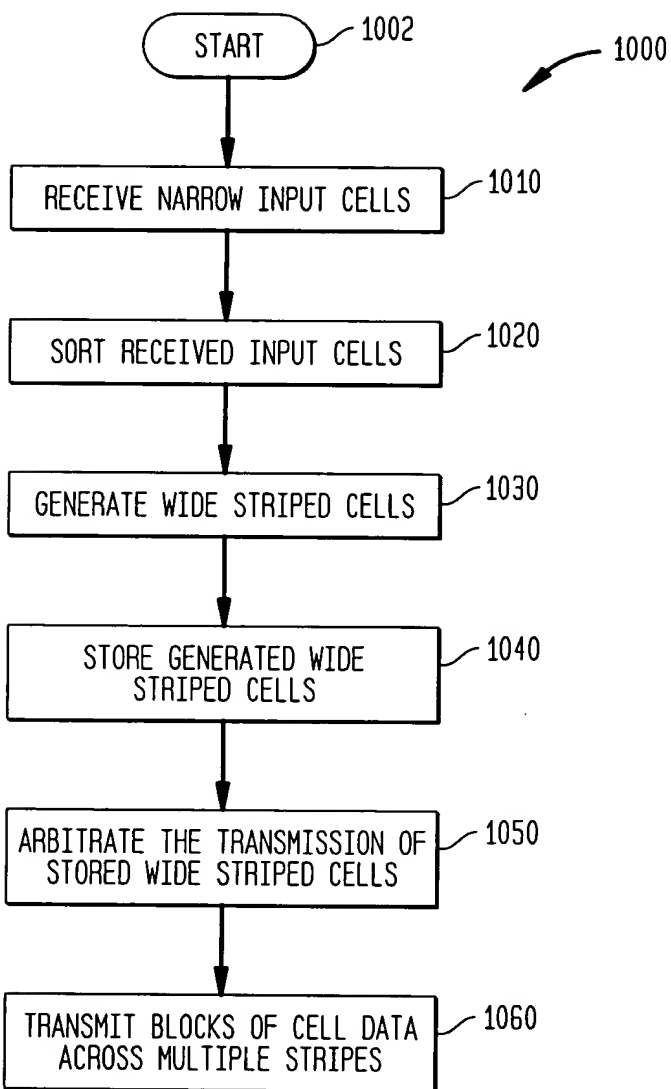 START
1002
1000
RECEIVE NARROW INPUT CELLS
1010
SORT RECEIVED INPUT CELLS
1020
GENERATE WIDE STRIPED CELLS
1030
STORE GENERATED WIDE
STRIPED CELLS
1040
ARBITRATE THE TRANSMISSION OF
STORED WIDE STRIPED CELLS
1050
TRANSMIT BLOCKS OF CELL DATA
ACROSS MULTIPLE STRIPES
1060